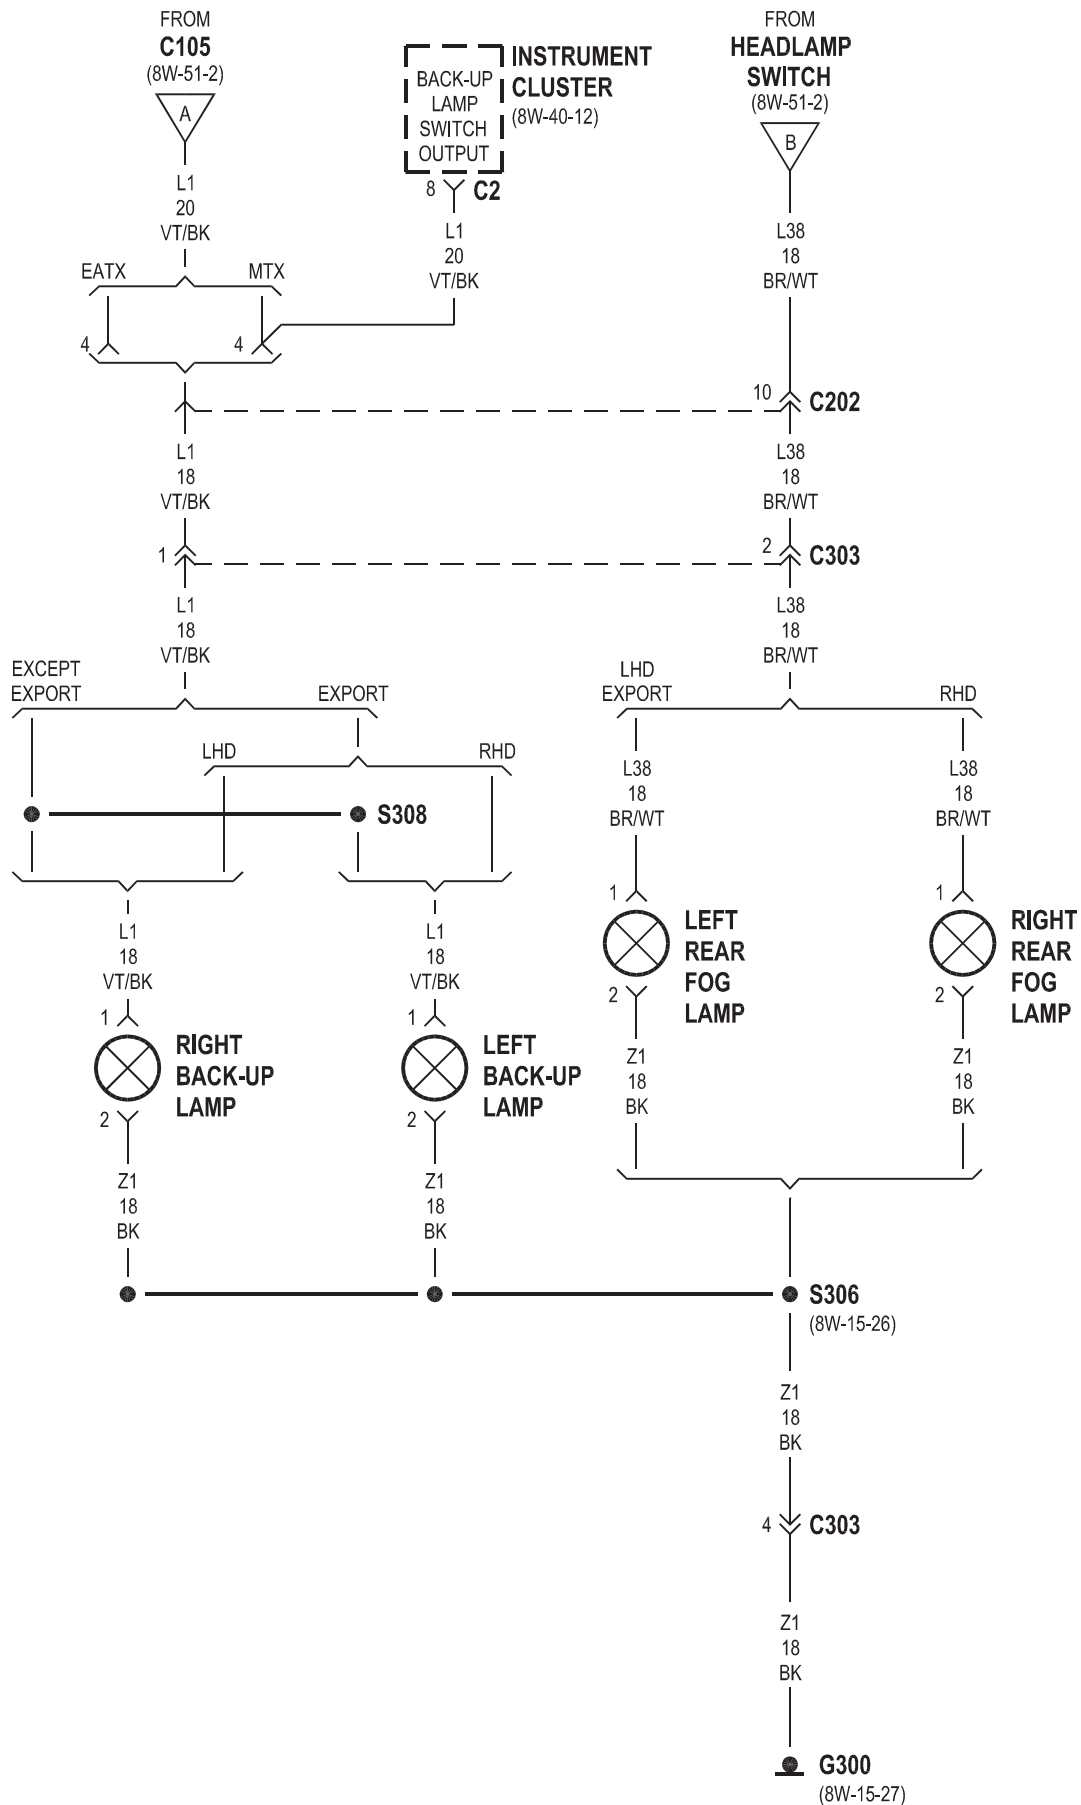 FROM
C105
(8W-51-2)
A
L1
20
VT/BK
BACK-UP
LAMP
SWITCH
OUTPUT
INSTRUMENT
CLUSTER
(8W-40-12)
8
C2
L1
20
VT/BK
FROM
HEADLAMP
SWITCH
(8W-51-2)
B
L38
18
BR/WT
EATX
MTX
4
4
10
C202
L1
18
VT/BK
L38
18
BR/WT
1
2
C303
L1
18
VT/BK
L38
18
BR/WT
EXCEPT
EXPORT
EXPORT
LHD
RHD
S308
LHD
EXPORT
RHD
L38
18
BR/WT
L38
18
BR/WT
L1
18
VT/BK
L1
18
VT/BK
1
LEFT
REAR
FOG
LAMP
2
1
RIGHT
REAR
FOG
LAMP
2
1
RIGHT
BACK-UP
LAMP
2
1
LEFT
BACK-UP
LAMP
2
Z1
18
BK
Z1
18
BK
Z1
18
BK
Z1
18
BK
S306
(8W-15-26)
Z1
18
BK
4
C303
Z1
18
BK
G300
(8W-15-27)